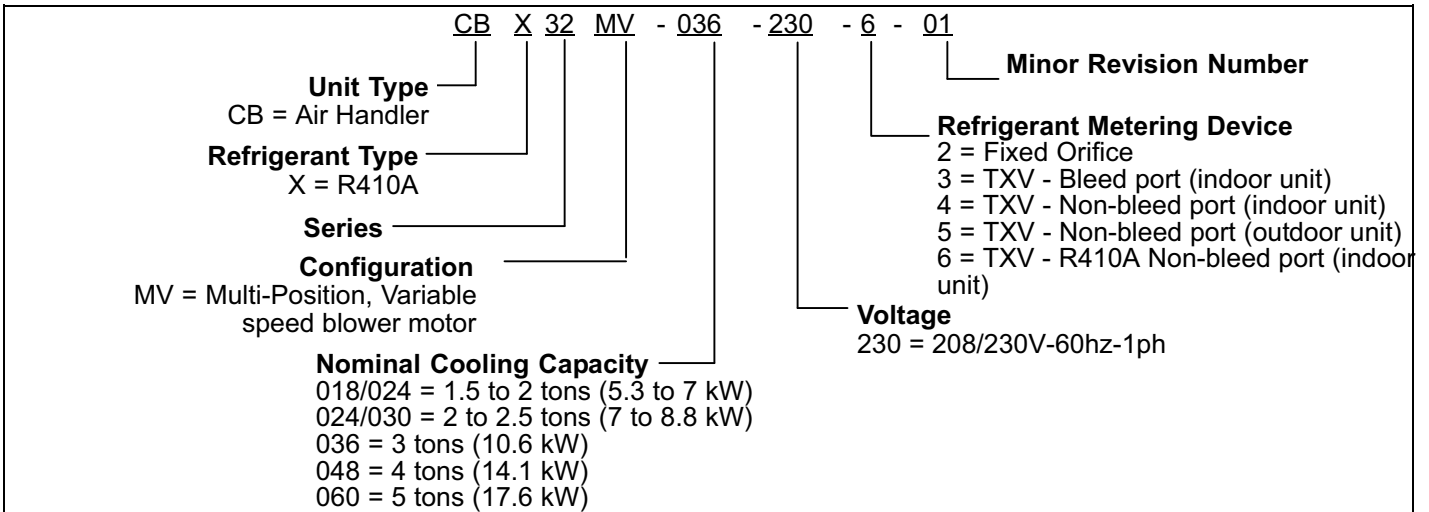 CB X 32 MV - 036 - 230 - 6 - 01
Unit Type
CB = Air Handler
Refrigerant Type
X = R410A
Series
Configuration
MV = Multi-Position, Variable
speed blower motor
Nominal Cooling Capacity
018/024 = 1.5 to 2 tons (5.3 to 7 kW)
024/030 = 2 to 2.5 tons (7 to 8.8 kW)
036 = 3 tons (10.6 kW)
048 = 4 tons (14.1 kW)
060 = 5 tons (17.6 kW)
Minor Revision Number
Refrigerant Metering Device
2 = Fixed Orifice
3 = TXV - Bleed port (indoor unit)
4 = TXV - Non-bleed port (indoor unit)
5 = TXV - Non-bleed port (outdoor unit)
6 = TXV - R410A Non-bleed port (indoor
unit)
Voltage
230 = 208/230V-60hz-1ph